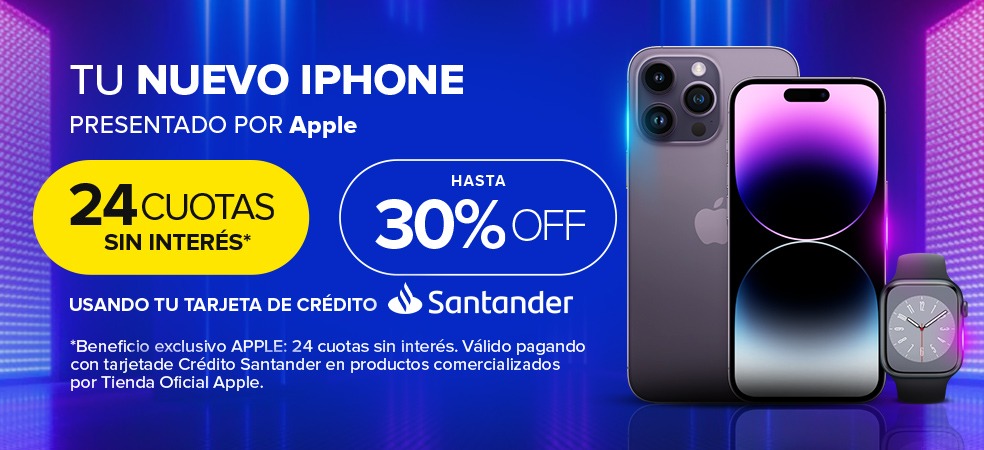 TU NUEVO IPHONE
PRESENTADO POR Apple
24 CUOTAS
SIN INTERÉS*
HASTA
30% OFF
USANDO TU TARJETA DE CRÉDITO Santander
*Beneficio exclusivo APPLE: 24 cuotas sin interés. Válido pagando
con tarjetade Crédito Santander en productos comercializados
por Tienda Oficial Apple.